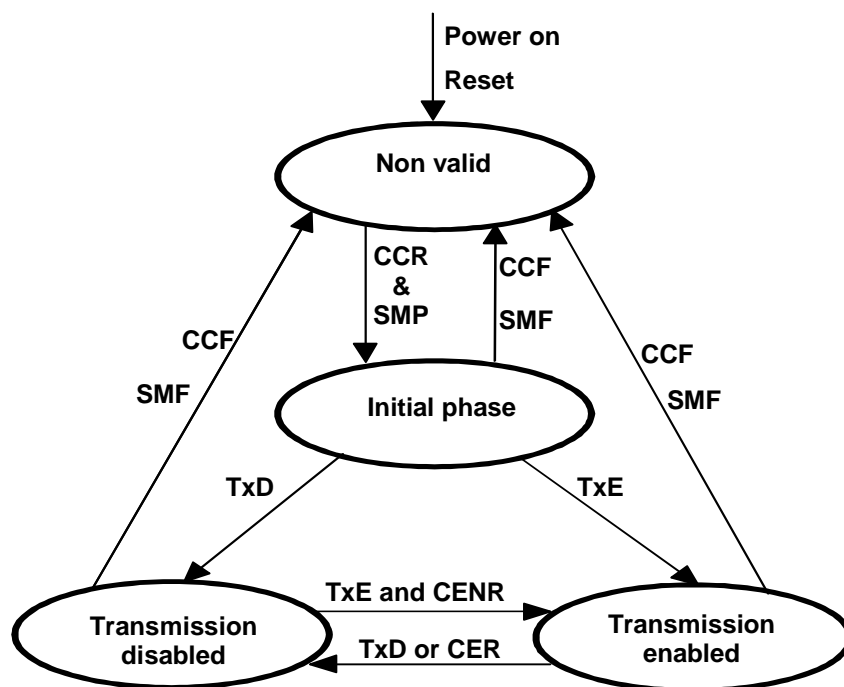 Power on
Reset
Non valid
CCR
&
SMP
CCF
SMF
CCF
SMF
CCF
SMF
Initial phase
TxD
TxE
Transmission
disabled
TxE and CENR
TxD or CER
Transmission
enabled